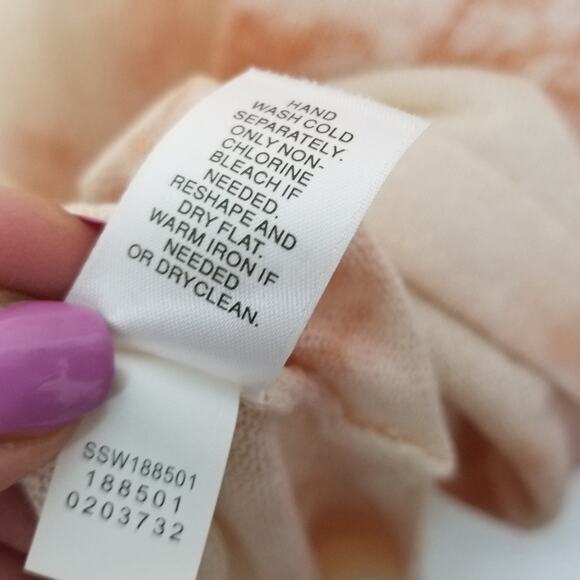 HAND
WASH COLD
SEPARATELY.
ONLY NON-
CHLORINE
BLEACH IF
NEEDED.
RESHAPE AND
DRY FLAT.
WARM IRON IF
NEEDED
OR DRYCLEAN.
SSW188501
188501
0203732